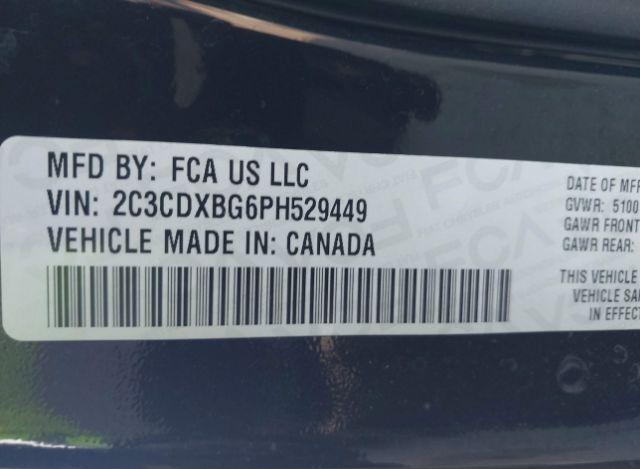 MFD BY: FCA US LLC
VIN: 2C3CDXBG6PH529449
VEHICLE MADE IN: CANADA
DATE OF MFR
GVWR: 5100
GAWR FRONT
GAWR REAR:
THIS VEHICLE
VEHICLE SA
IN EFFECT